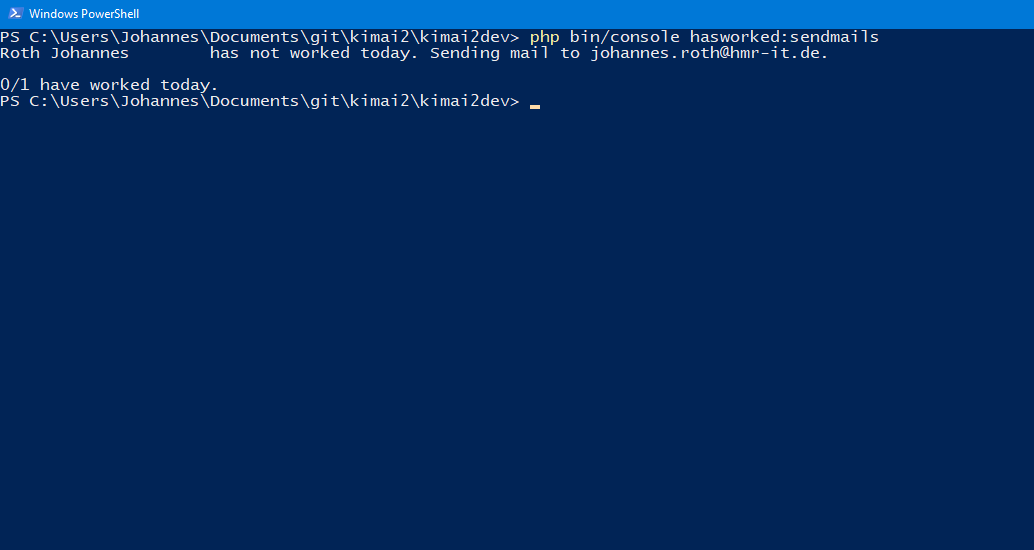 Windows PowerShell
PS C:\Users\Johannes\Documents\git\kimai2\kimai2dev> php bin/console hasworked:sendmails
Roth Johannes        has not worked today. Sending mail to johannes.roth@hmr-it.de.
0/1 have worked today.
PS C:\Users\Johannes\Documents\git\kimai2\kimai2dev> _